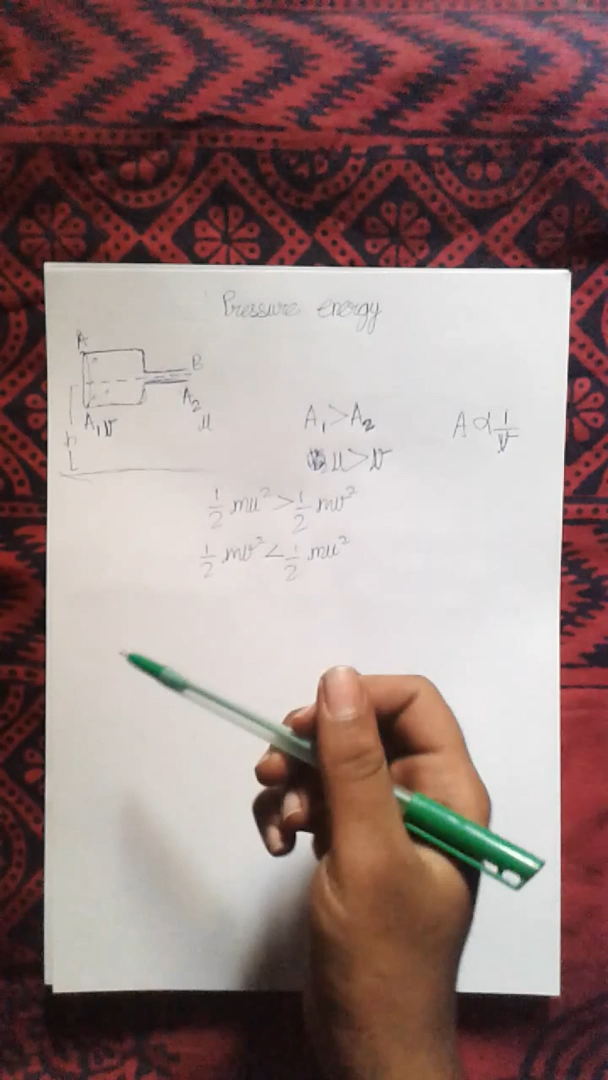 Pressure energy
A
B
A₁ v
A₂
u
h
A₁ > A₂
A ∝ 1/v
u > v
1/2 mu² > 1/2 mv²
1/2 mv² < 1/2 mu²